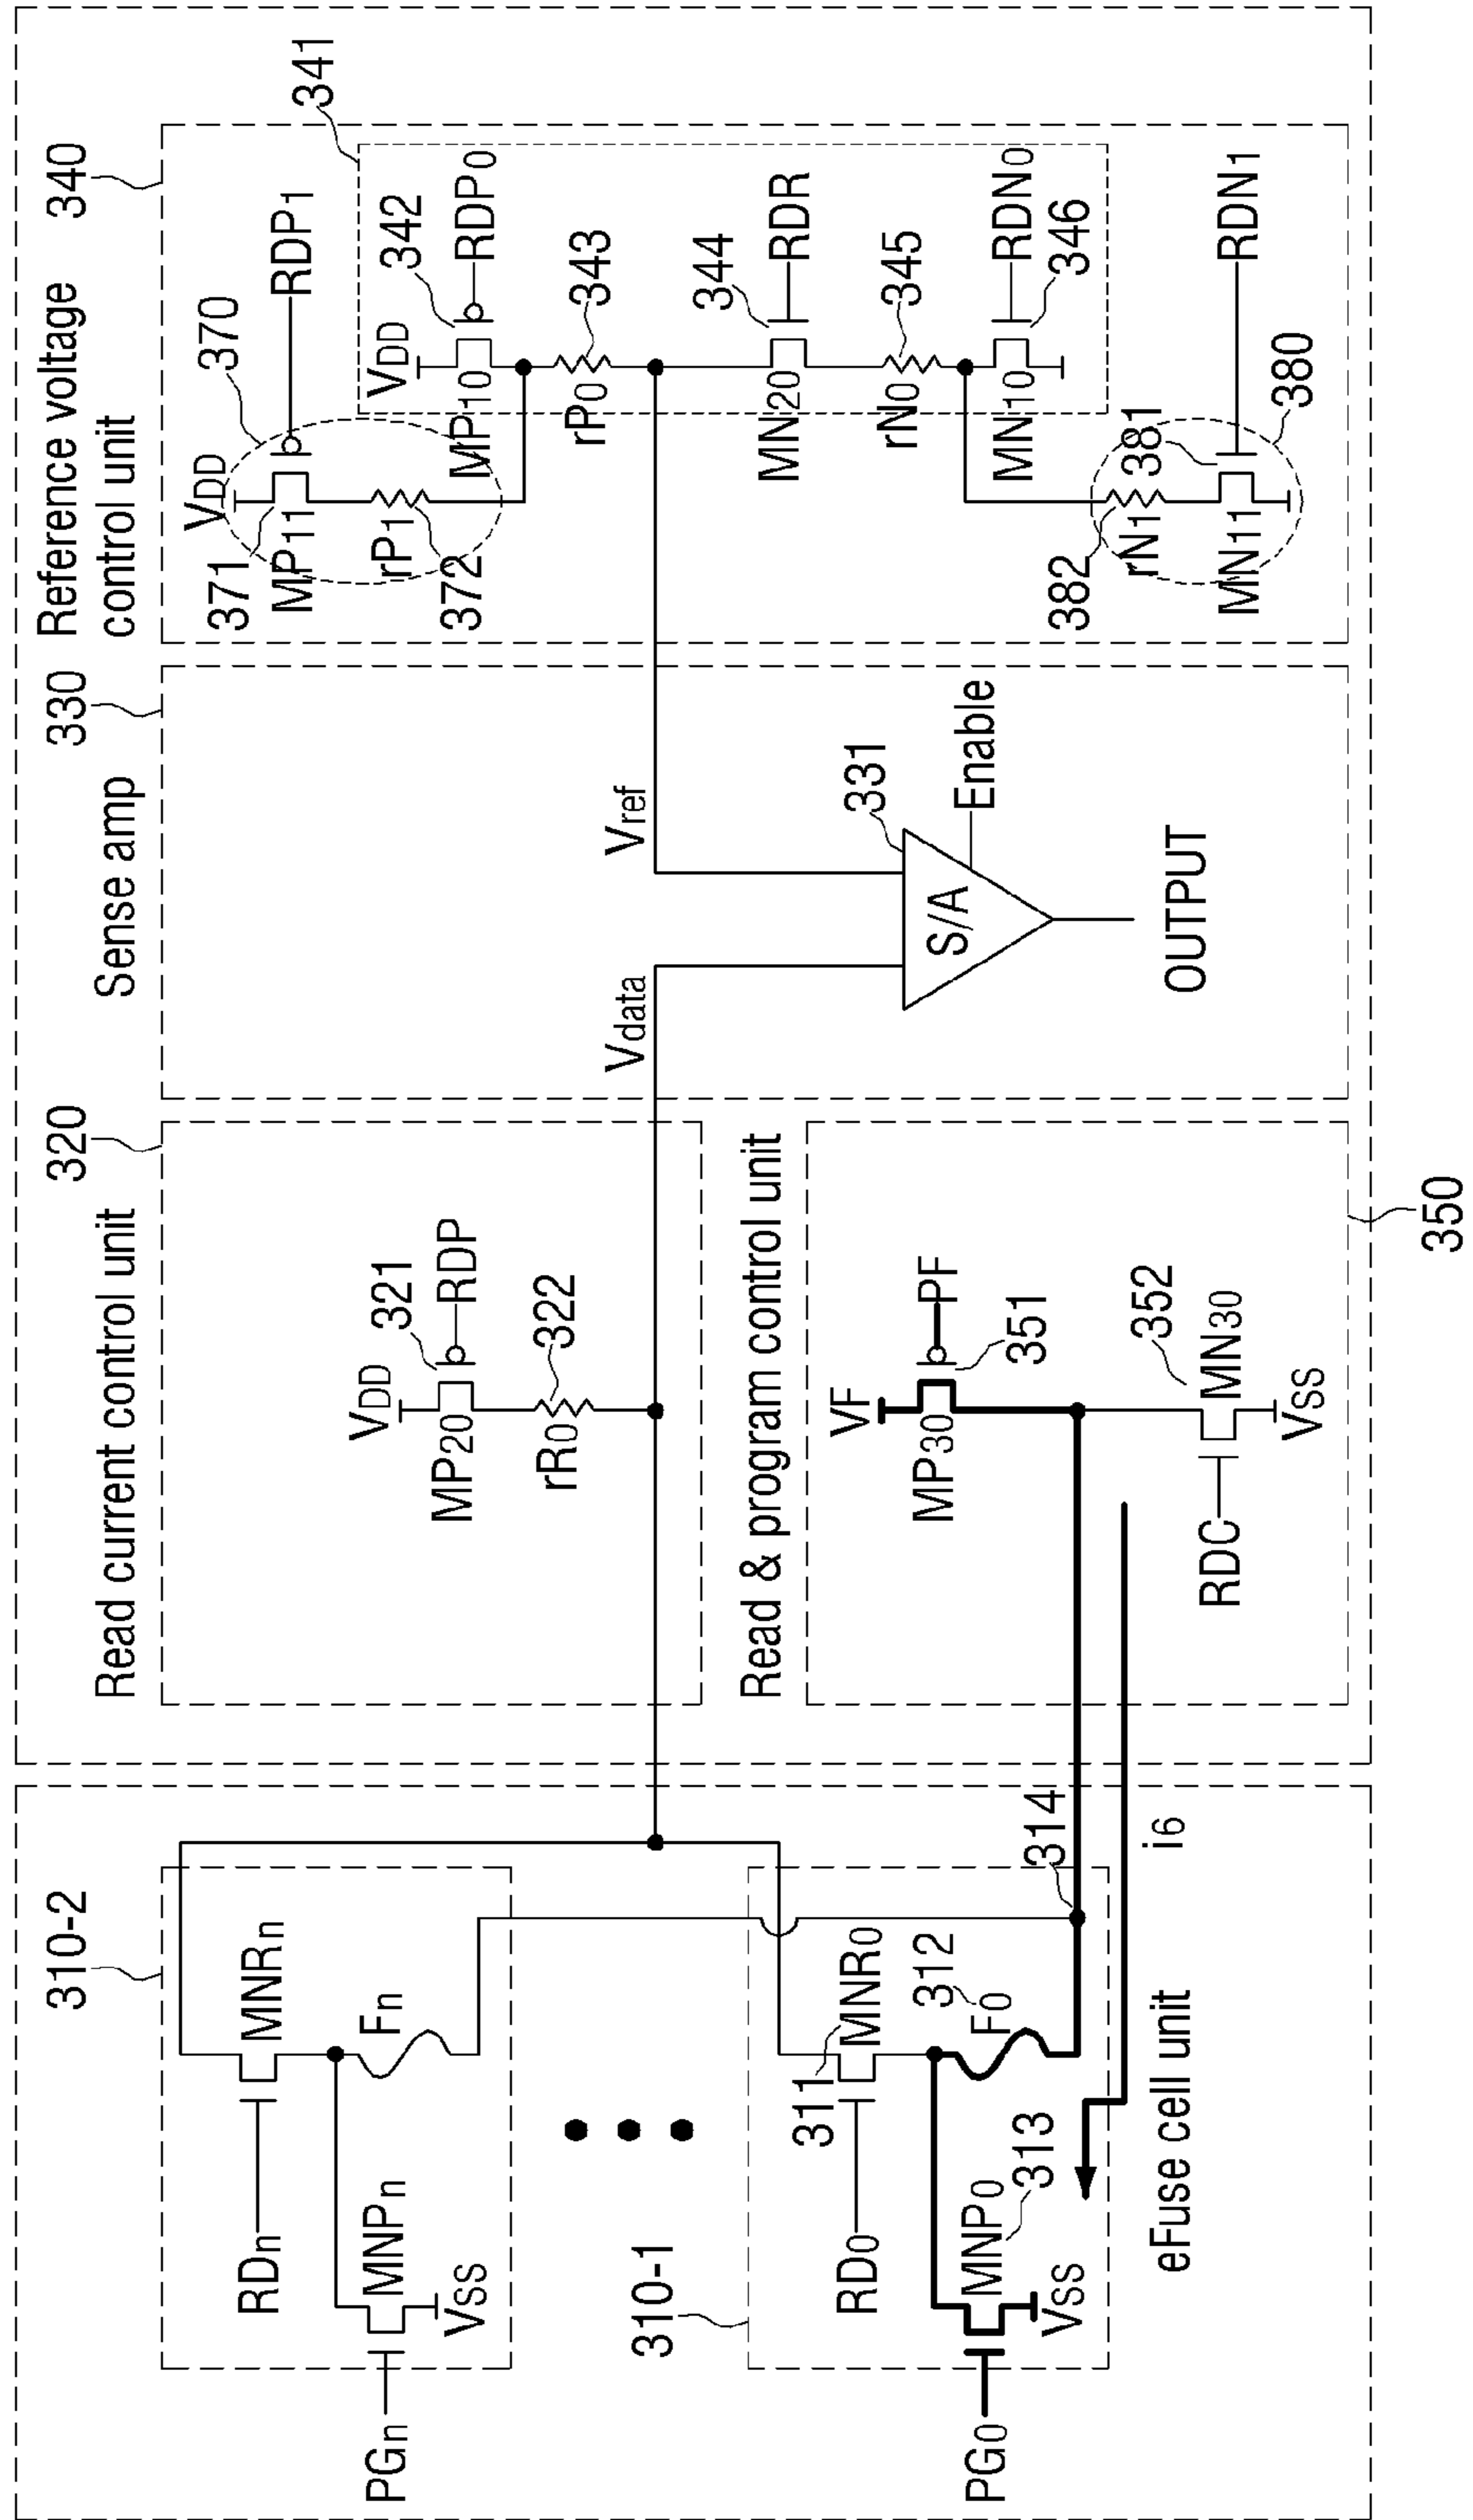 310-2
RDn
MNRn
PGn
MNPn
Fn
VSS
310-1
RD0
311
MNR0
312
F0
PG0
MNP0
313
VSS
314
i6
eFuse cell unit
Read current control unit
320
VDD
321
MP20
RDP
rR0
322
Read & program control unit
VF
PF
MP30
351
352
RDC
MN30
VSS
350
Sense amp
330
Vdata
Vref
331
S/A
Enable
OUTPUT
Reference voltage
control unit
340
341
VDD
370
371
MP11
RDP1
rP1
372
VDD
342
MP10
RDP0
rP0
343
344
MN20
RDR
rN0
345
MN10
RDN0
346
382
rN1
381
MN11
RDN1
380